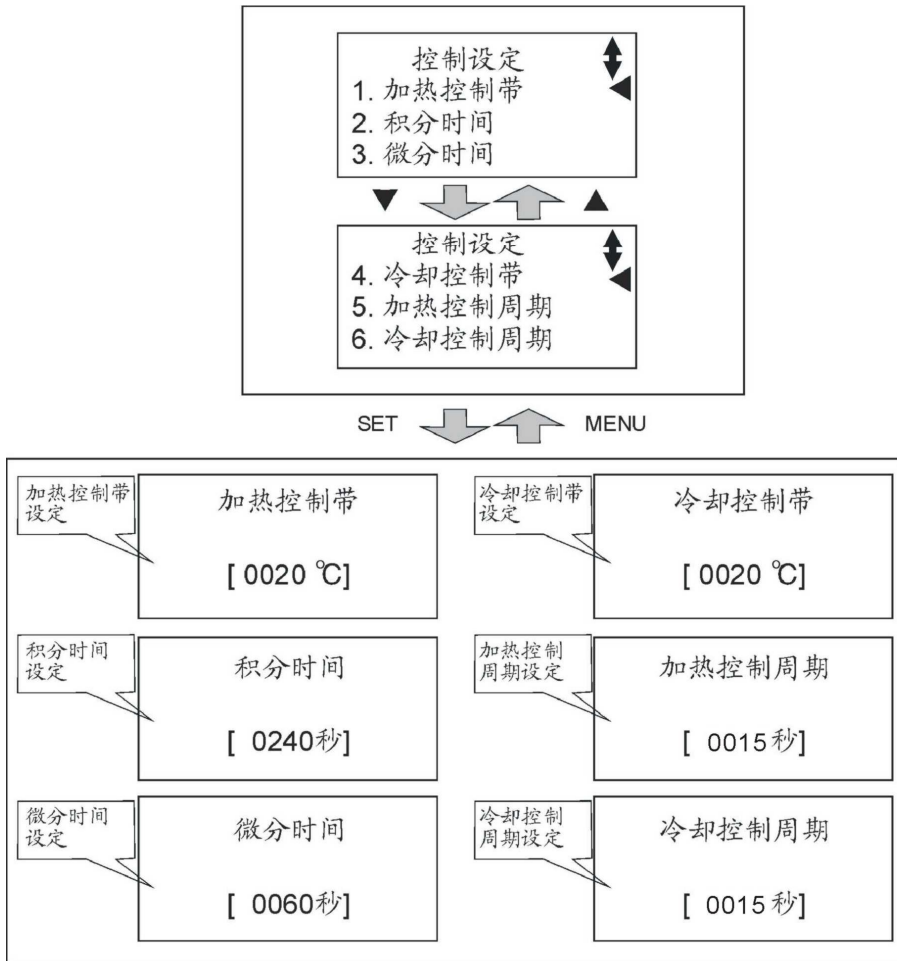 控制设定
1. 加热控制带
2. 积分时间
3. 微分时间
控制设定
4. 冷却控制带
5. 加热控制周期
6. 冷却控制周期
SET
MENU
加热控制带
设定
加热控制带
[ 0020 ℃]
冷却控制带
设定
冷却控制带
[ 0020 ℃]
积分时间
设定
积分时间
[ 0240秒]
加热控制
周期设定
加热控制周期
[ 0015秒]
微分时间
设定
微分时间
[ 0060秒]
冷却控制
周期设定
冷却控制周期
[ 0015秒]